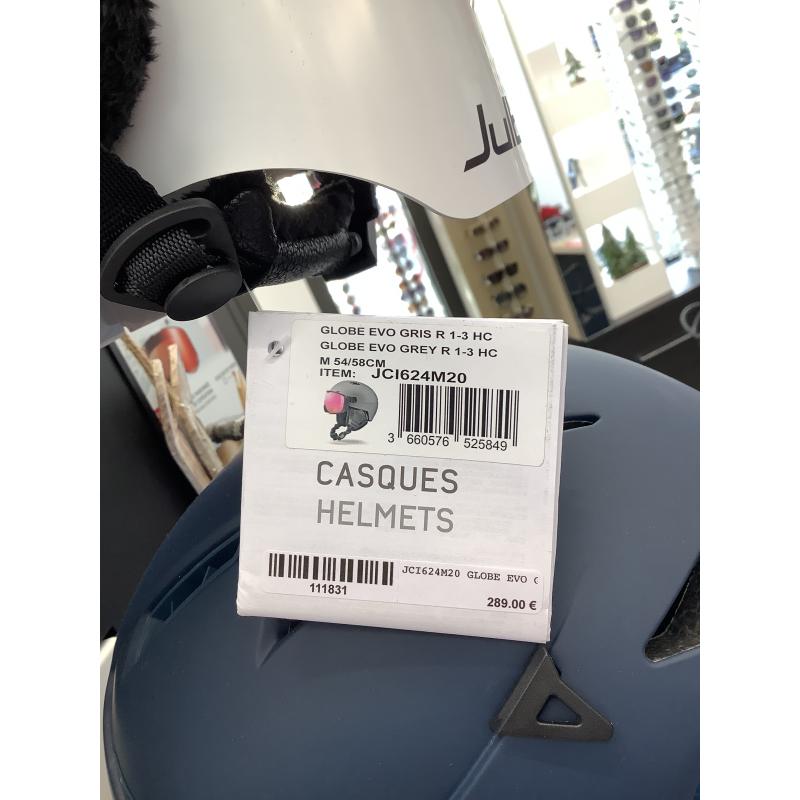 GLOBE EVO GRIS R 1-3 HC
GLOBE EVO GREY R 1-3 HC
M 54/58CM
ITEM: JCI624M20
3 660576 525849
CASQUES
HELMETS
JCI624M20 GLOBE EVO
111831
289.00 €